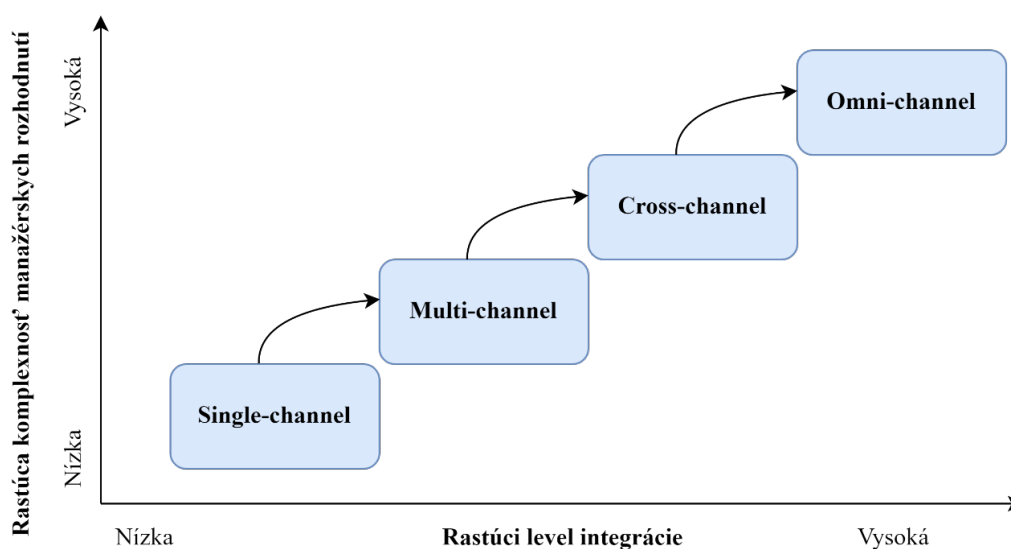 Rastúca komplexnosť manažérskych rozhodnutí
Vysoká
Nízka
Omni-channel
Cross-channel
Multi-channel
Single-channel
Nízka
Rastúci level integrácie
Vysoká